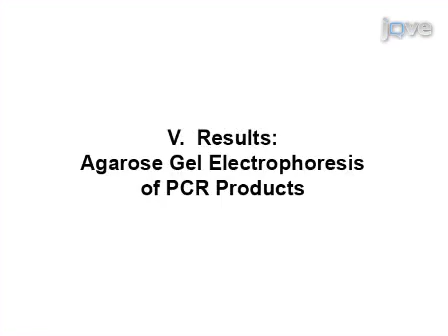 jove
V. Results:
Agarose Gel Electrophoresis
of PCR Products